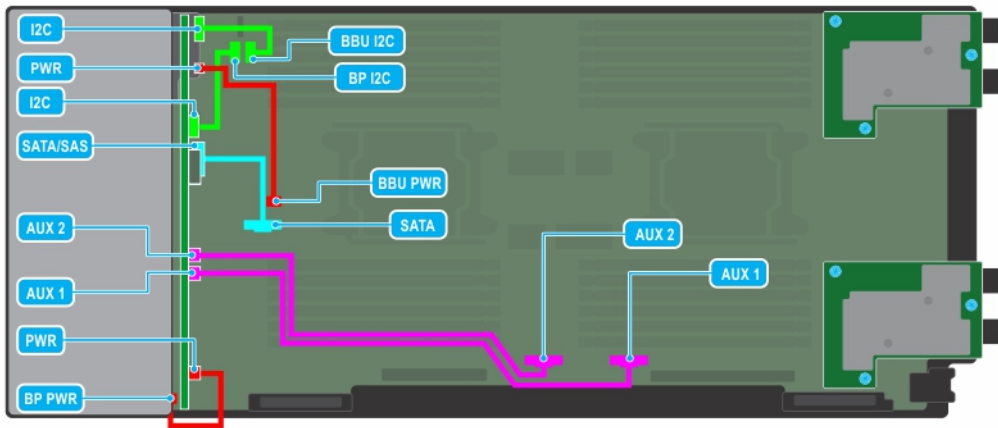 I2C
PWR
I2C
SATA/SAS
AUX 2
AUX 1
PWR
BP PWR
BBU I2C
BP I2C
BBU PWR
SATA
AUX 2
AUX 1